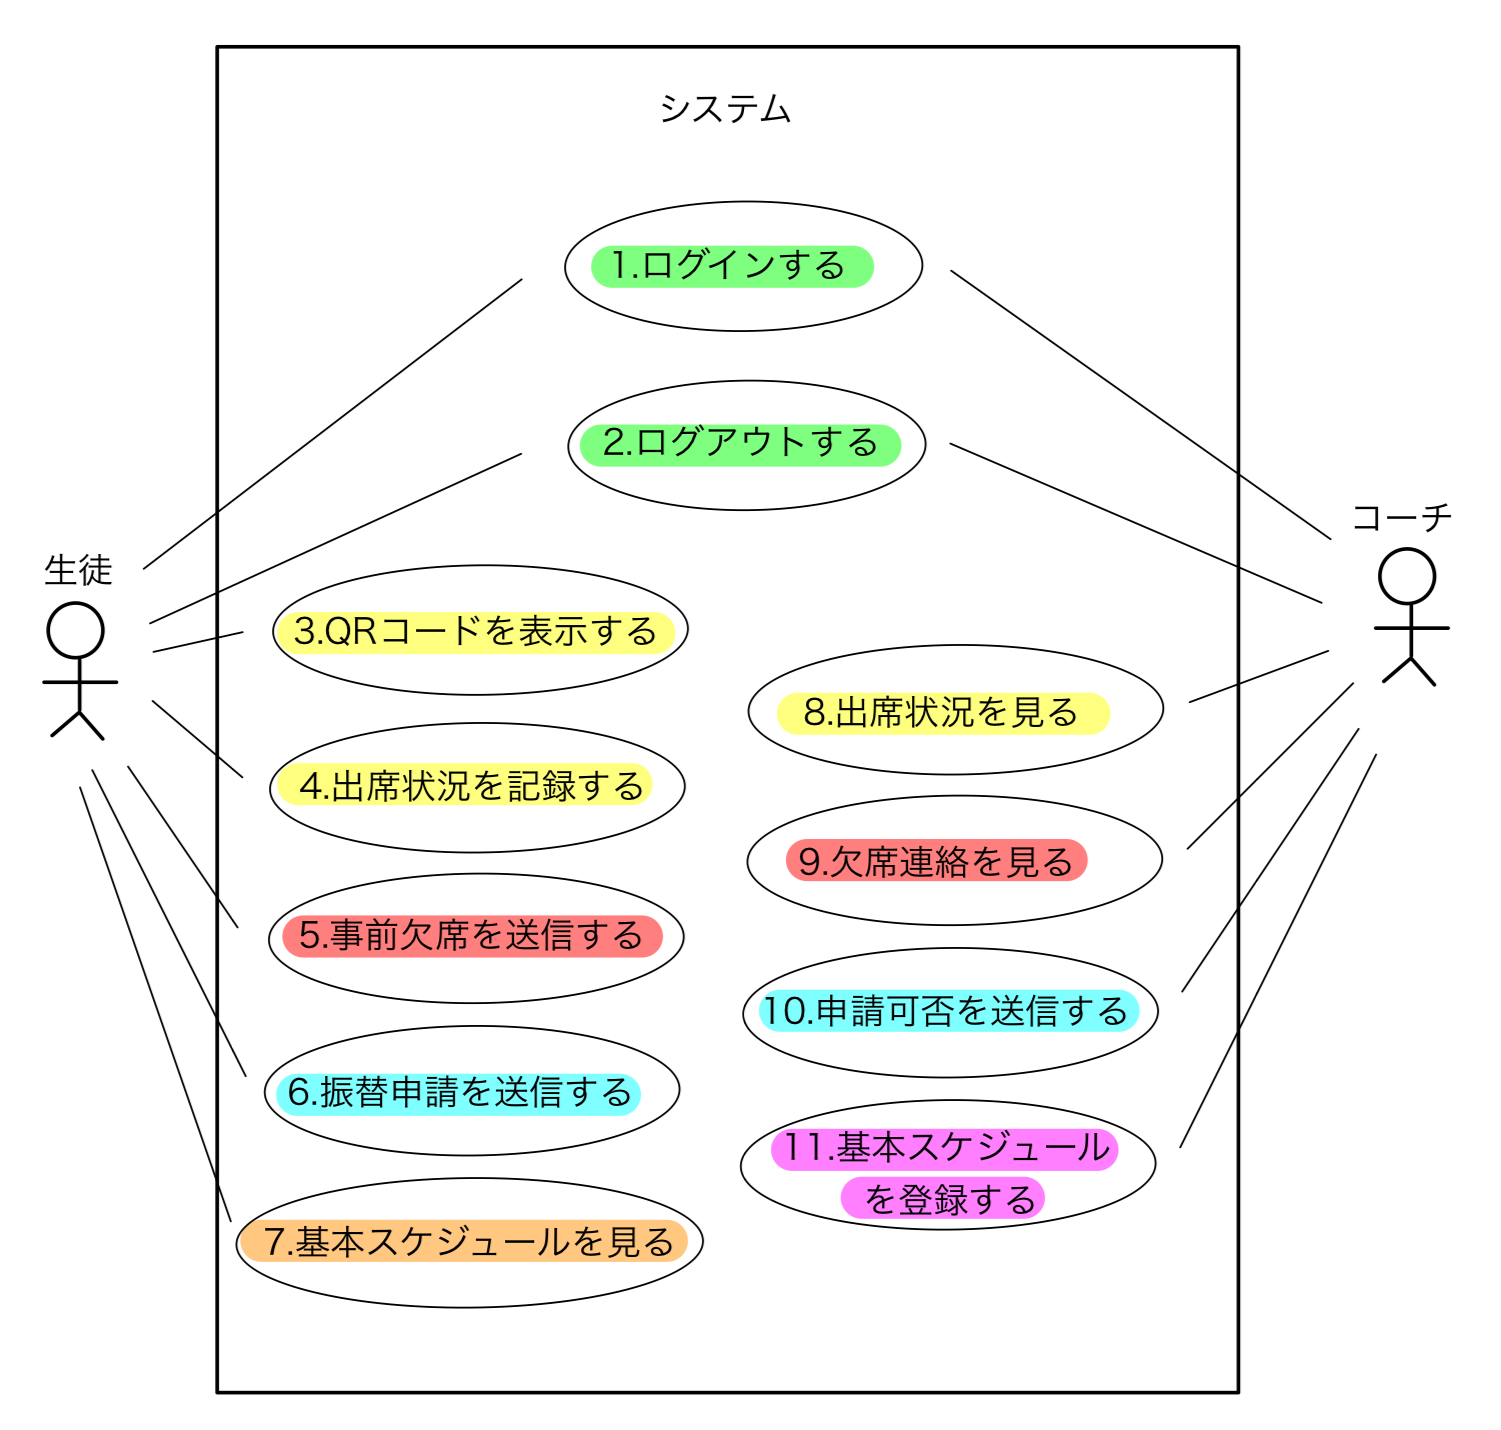 システム
1.ログインする
2.ログアウトする
コーチ
生徒
3.QRコードを表示する
4.出席状況を記録する
5.事前欠席を送信する
6.振替申請を送信する
7.基本スケジュールを見る
8.出席状況を見る
9.欠席連絡を見る
10.申請可否を送信する
11.基本スケジュール
を登録する